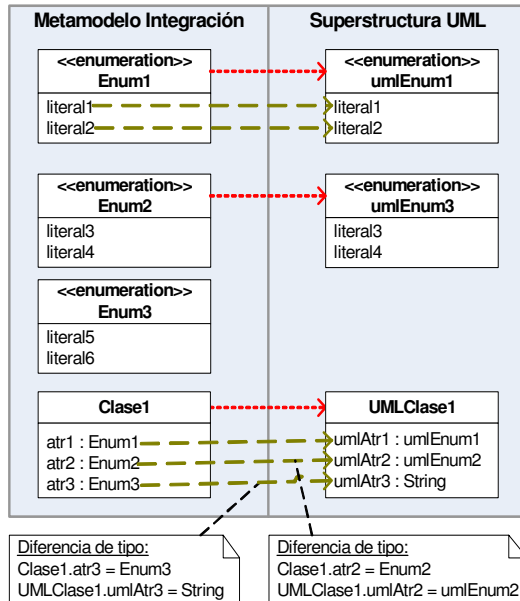 Metamodelo Integración
Superstructura UML
<<enumeration>>
Enum1
literal1
literal2
<<enumeration>>
umlEnum1
literal1
literal2
<<enumeration>>
Enum2
literal3
literal4
<<enumeration>>
umlEnum3
literal3
literal4
<<enumeration>>
Enum3
literal5
literal6
Clase1
atr1 : Enum1
atr2 : Enum2
atr3 : Enum3
UMLClase1
umlAtr1 : umlEnum1
umlAtr2 : umlEnum2
umlAtr3 : String
Diferencia de tipo:
Clase1.atr3 = Enum3
UMLClase1.umlAtr3 = String
Diferencia de tipo:
Clase1.atr2 = Enum2
UMLClase1.umlAtr2 = umlEnum2